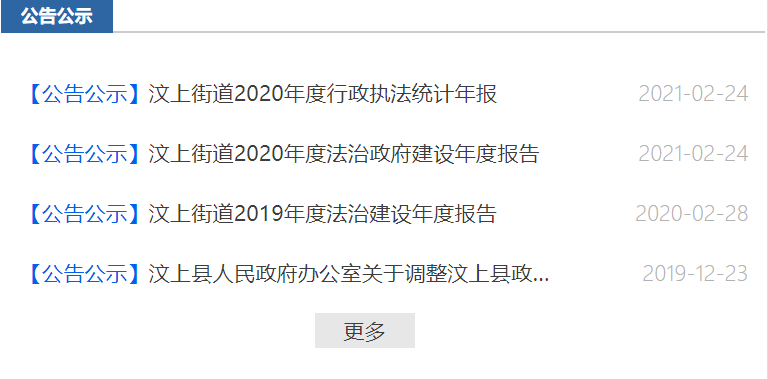 公告公示
【公告公示】汶上街道2020年度行政执法统计年报 2021-02-24
【公告公示】汶上街道2020年度法治政府建设年度报告 2021-02-24
【公告公示】汶上街道2019年度法治建设年度报告 2020-02-28
【公告公示】汶上县人民政府办公室关于调整汶上县政... 2019-12-23
更多